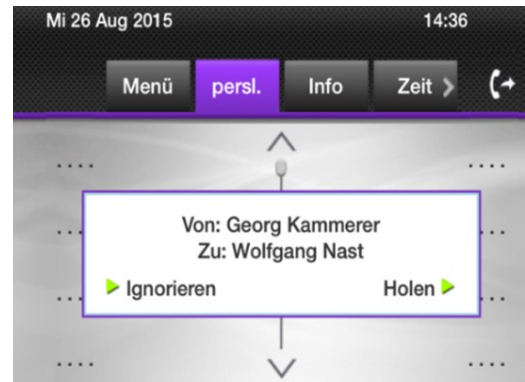 Mi 26 Aug 2015 14:36
Menü persl. Info Zeit
....  ....
Von: Georg Kammerer
Zu: Wolfgang Nast
...  ...
Ignorieren Holen
...  ...
....  ....